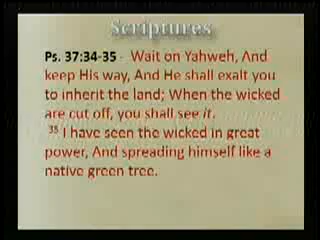 Scriptures
Ps. 37:34-35 - Wait on Yahweh, And
keep His way, And He shall exalt you
to inherit the land; When the wicked
are cut off, you shall see it.
35 I have seen the wicked in great
power, And spreading himself like a
native green tree.